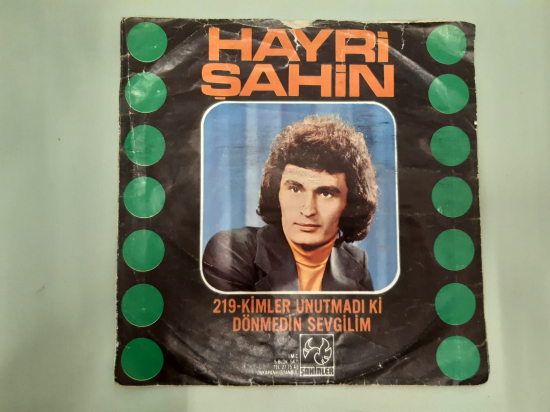 HAYRİ
ŞAHİN
219-KİMLER UNUTMADI Kİ
DÖNMEDİN SEVGİLİM
ŞAHİNLER